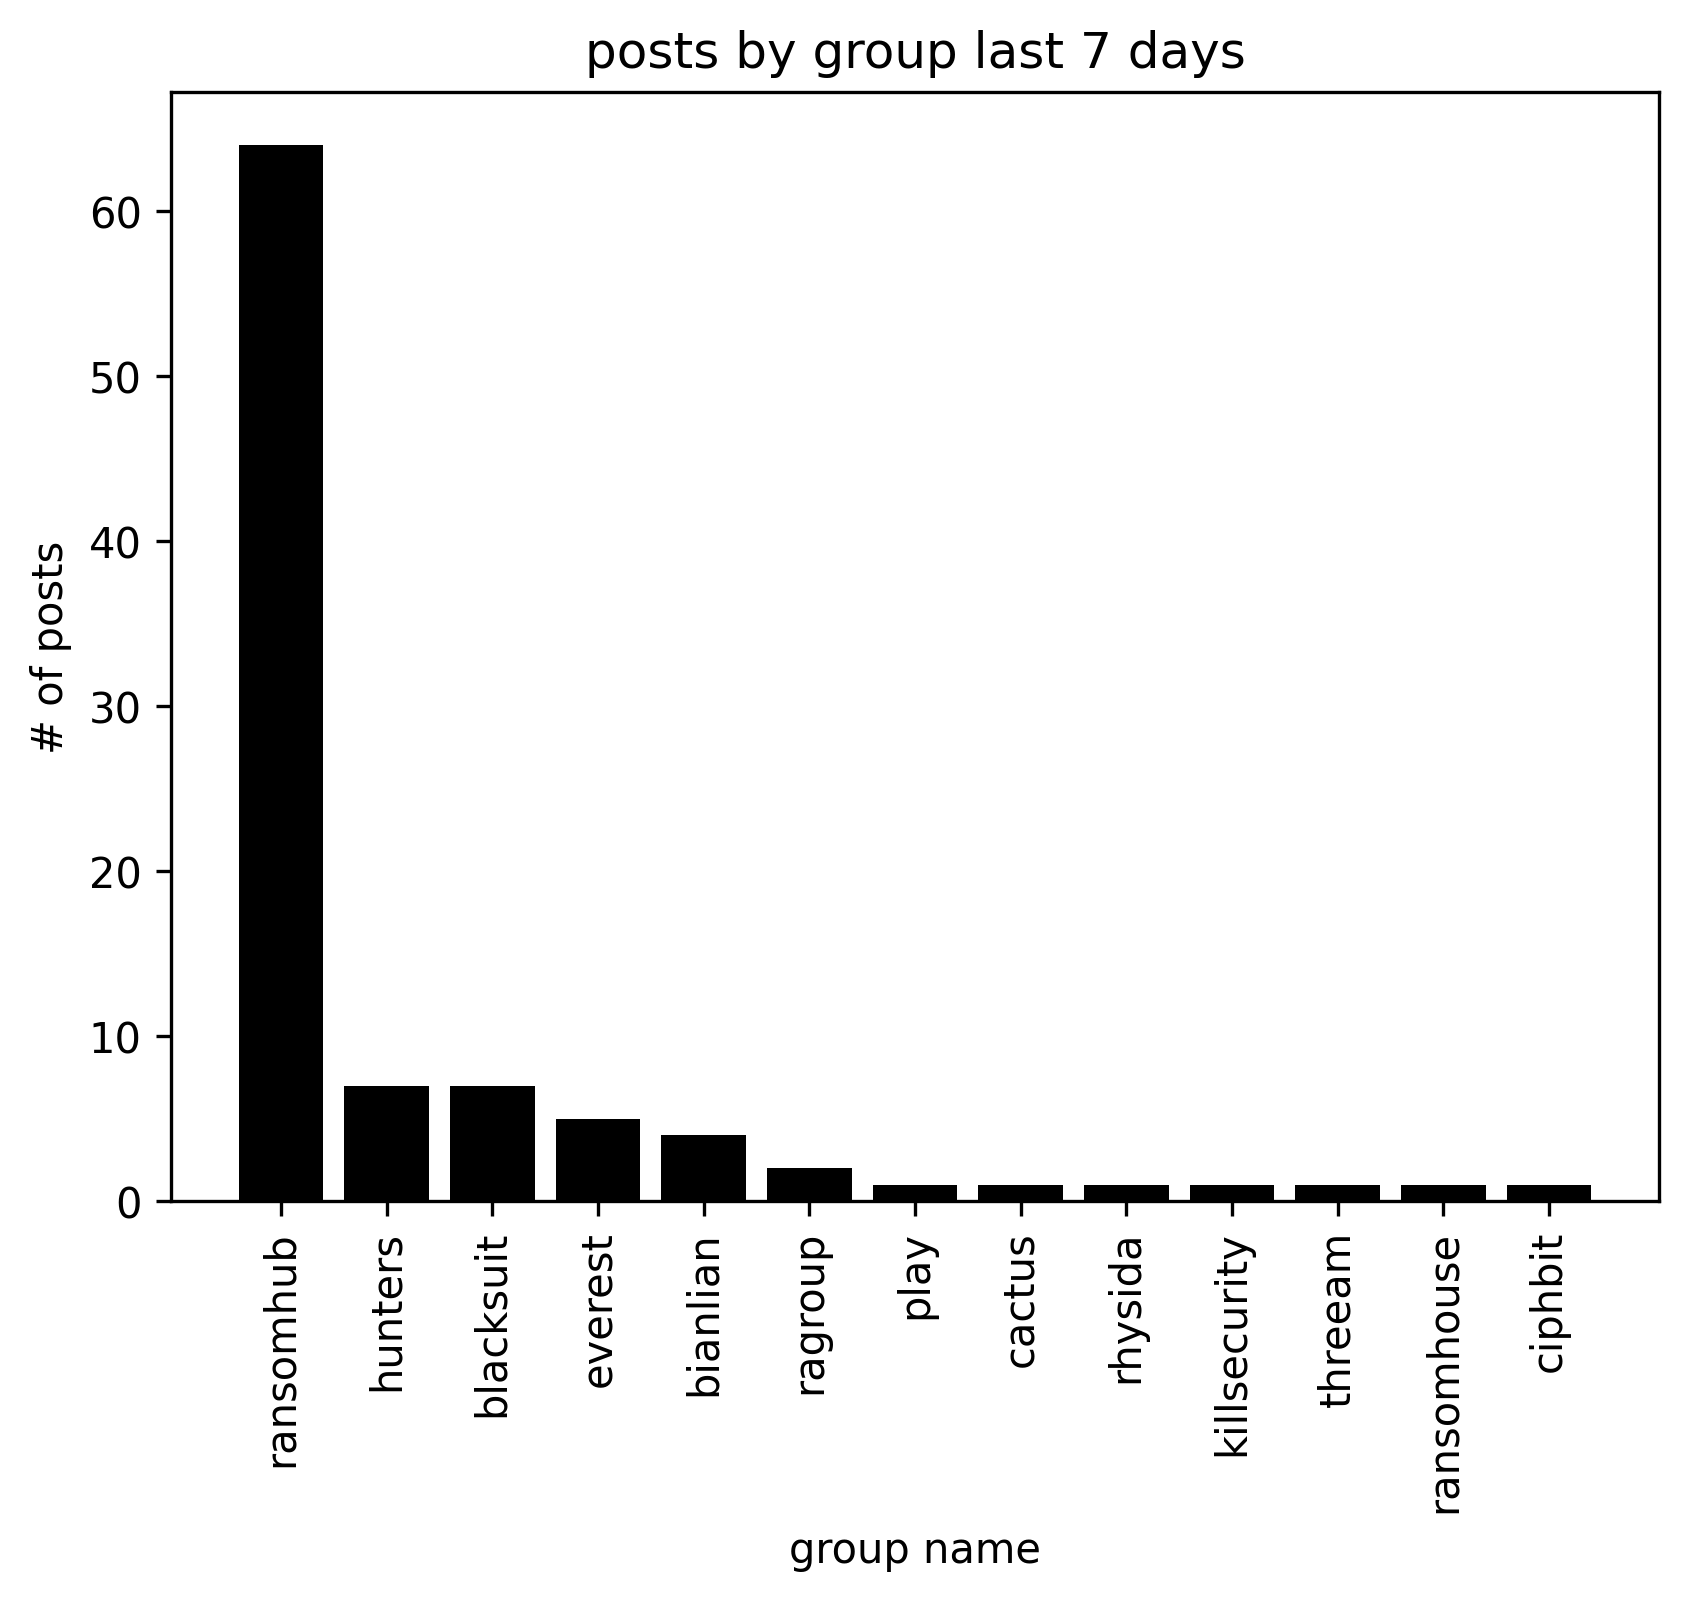 posts by group last 7 days
# of posts
60
50
40
30
20
10
0
ransomhub
hunters
blacksuit
everest
bianlian
ragroup
play
cactus
rhysida
killsecurity
threeam
ransomhouse
ciphbit
group name